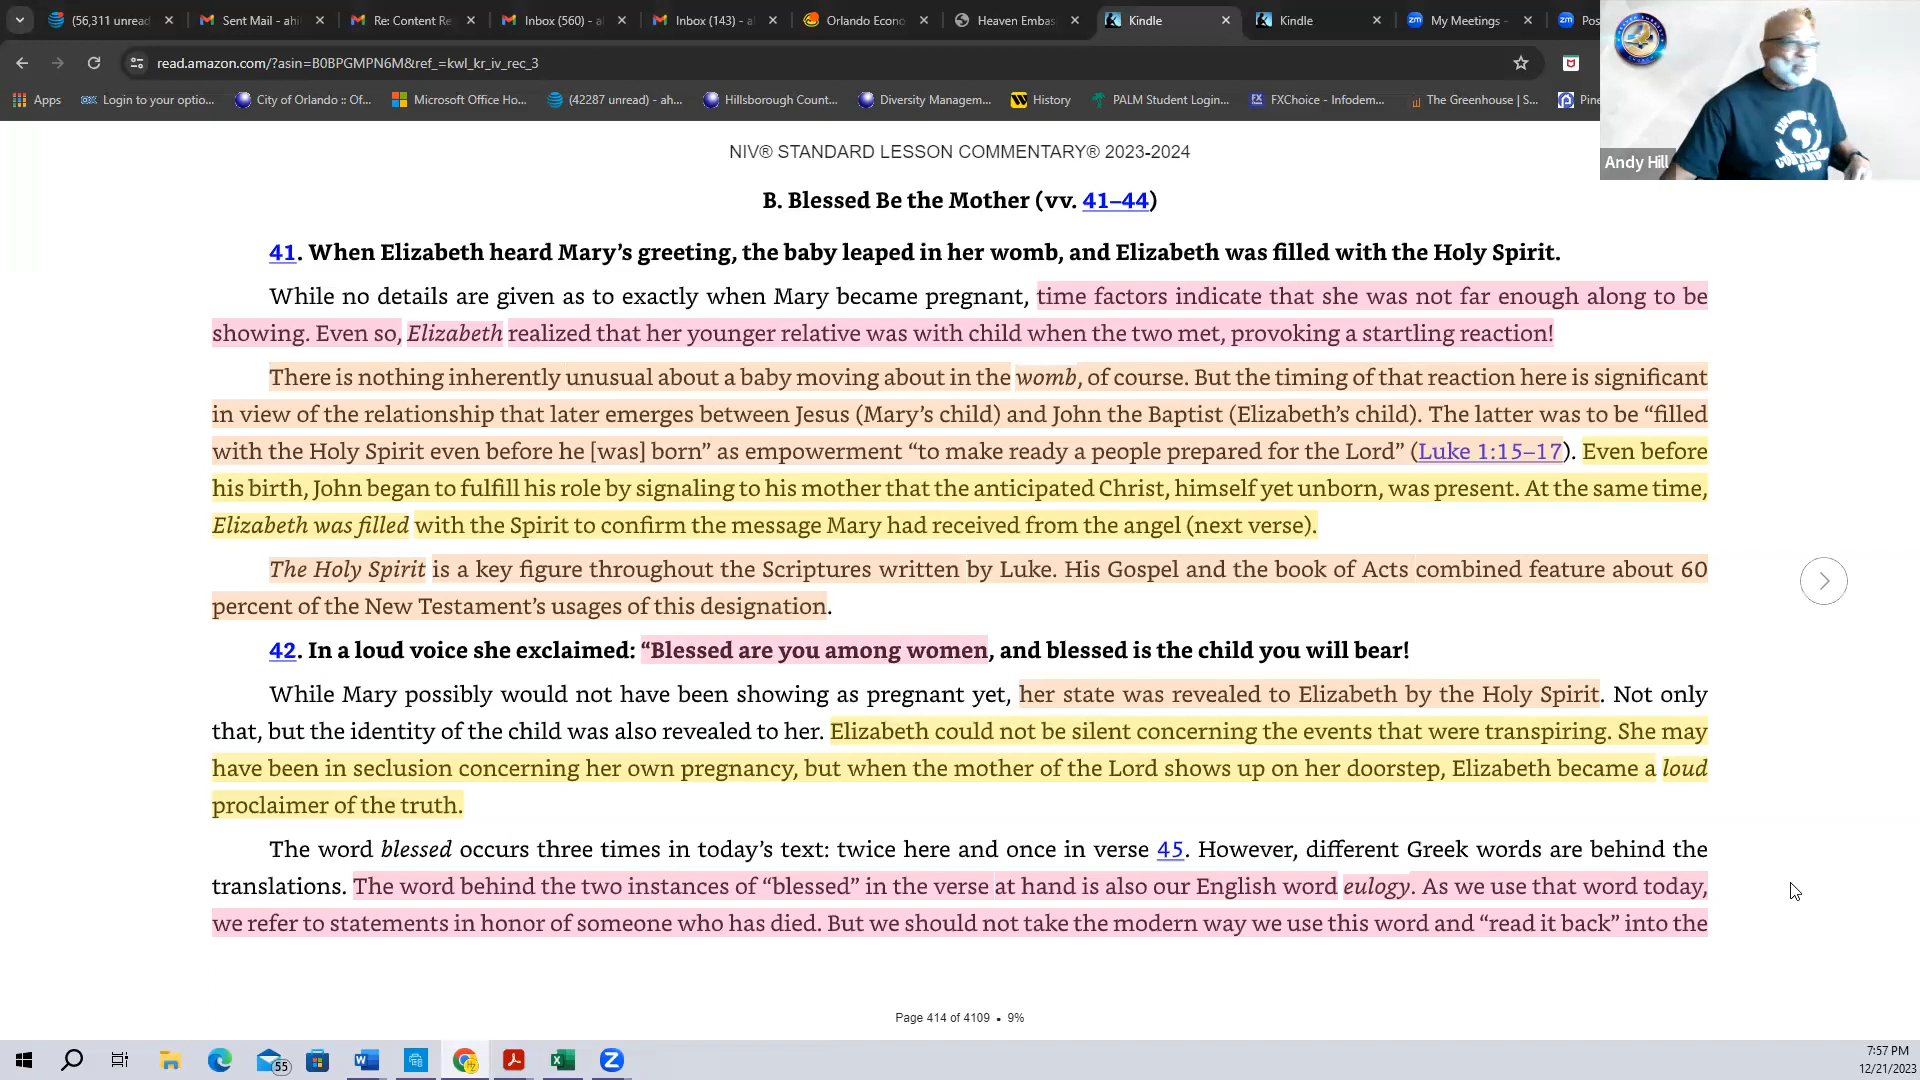 (56,311 unread
Sent Mail - ahi
Re: Content Re
Inbox (560) - al
Inbox (143) - al
Orlando Econo
Heaven Embas
Kindle
Kindle
My Meetings -
Pos
read.amazon.com/?asin=B0BPGMPN6M&ref_=kwl_kr_iv_rec_3
Apps
Login to your optio...
City of Orlando :: Of...
Microsoft Office Ho...
(42287 unread) - ah...
Hillsborough Count...
Diversity Managem...
History
PALM Student Login...
FXChoice - Infodem...
The Greenhouse | S...
Pine
Andy Hill
NIV® STANDARD LESSON COMMENTARY® 2023-2024
B. Blessed Be the Mother (vv. 41–44)
41. When Elizabeth heard Mary’s greeting, the baby leaped in her womb, and Elizabeth was filled with the Holy Spirit.
While no details are given as to exactly when Mary became pregnant, time factors indicate that she was not far enough along to be
showing. Even so, Elizabeth realized that her younger relative was with child when the two met, provoking a startling reaction!
There is nothing inherently unusual about a baby moving about in the womb, of course. But the timing of that reaction here is significant
in view of the relationship that later emerges between Jesus (Mary’s child) and John the Baptist (Elizabeth’s child). The latter was to be “filled
with the Holy Spirit even before he [was] born” as empowerment “to make ready a people prepared for the Lord” (Luke 1:15–17). Even before
his birth, John began to fulfill his role by signaling to his mother that the anticipated Christ, himself yet unborn, was present. At the same time,
Elizabeth was filled with the Spirit to confirm the message Mary had received from the angel (next verse).
The Holy Spirit is a key figure throughout the Scriptures written by Luke. His Gospel and the book of Acts combined feature about 60
percent of the New Testament’s usages of this designation.
42. In a loud voice she exclaimed: “Blessed are you among women, and blessed is the child you will bear!
While Mary possibly would not have been showing as pregnant yet, her state was revealed to Elizabeth by the Holy Spirit. Not only
that, but the identity of the child was also revealed to her. Elizabeth could not be silent concerning the events that were transpiring. She may
have been in seclusion concerning her own pregnancy, but when the mother of the Lord shows up on her doorstep, Elizabeth became a loud
proclaimer of the truth.
The word blessed occurs three times in today’s text: twice here and once in verse 45. However, different Greek words are behind the
translations. The word behind the two instances of “blessed” in the verse at hand is also our English word eulogy. As we use that word today,
we refer to statements in honor of someone who has died. But we should not take the modern way we use this word and “read it back” into the
Page 414 of 4109 • 9%
55
7:57 PM
12/21/2023